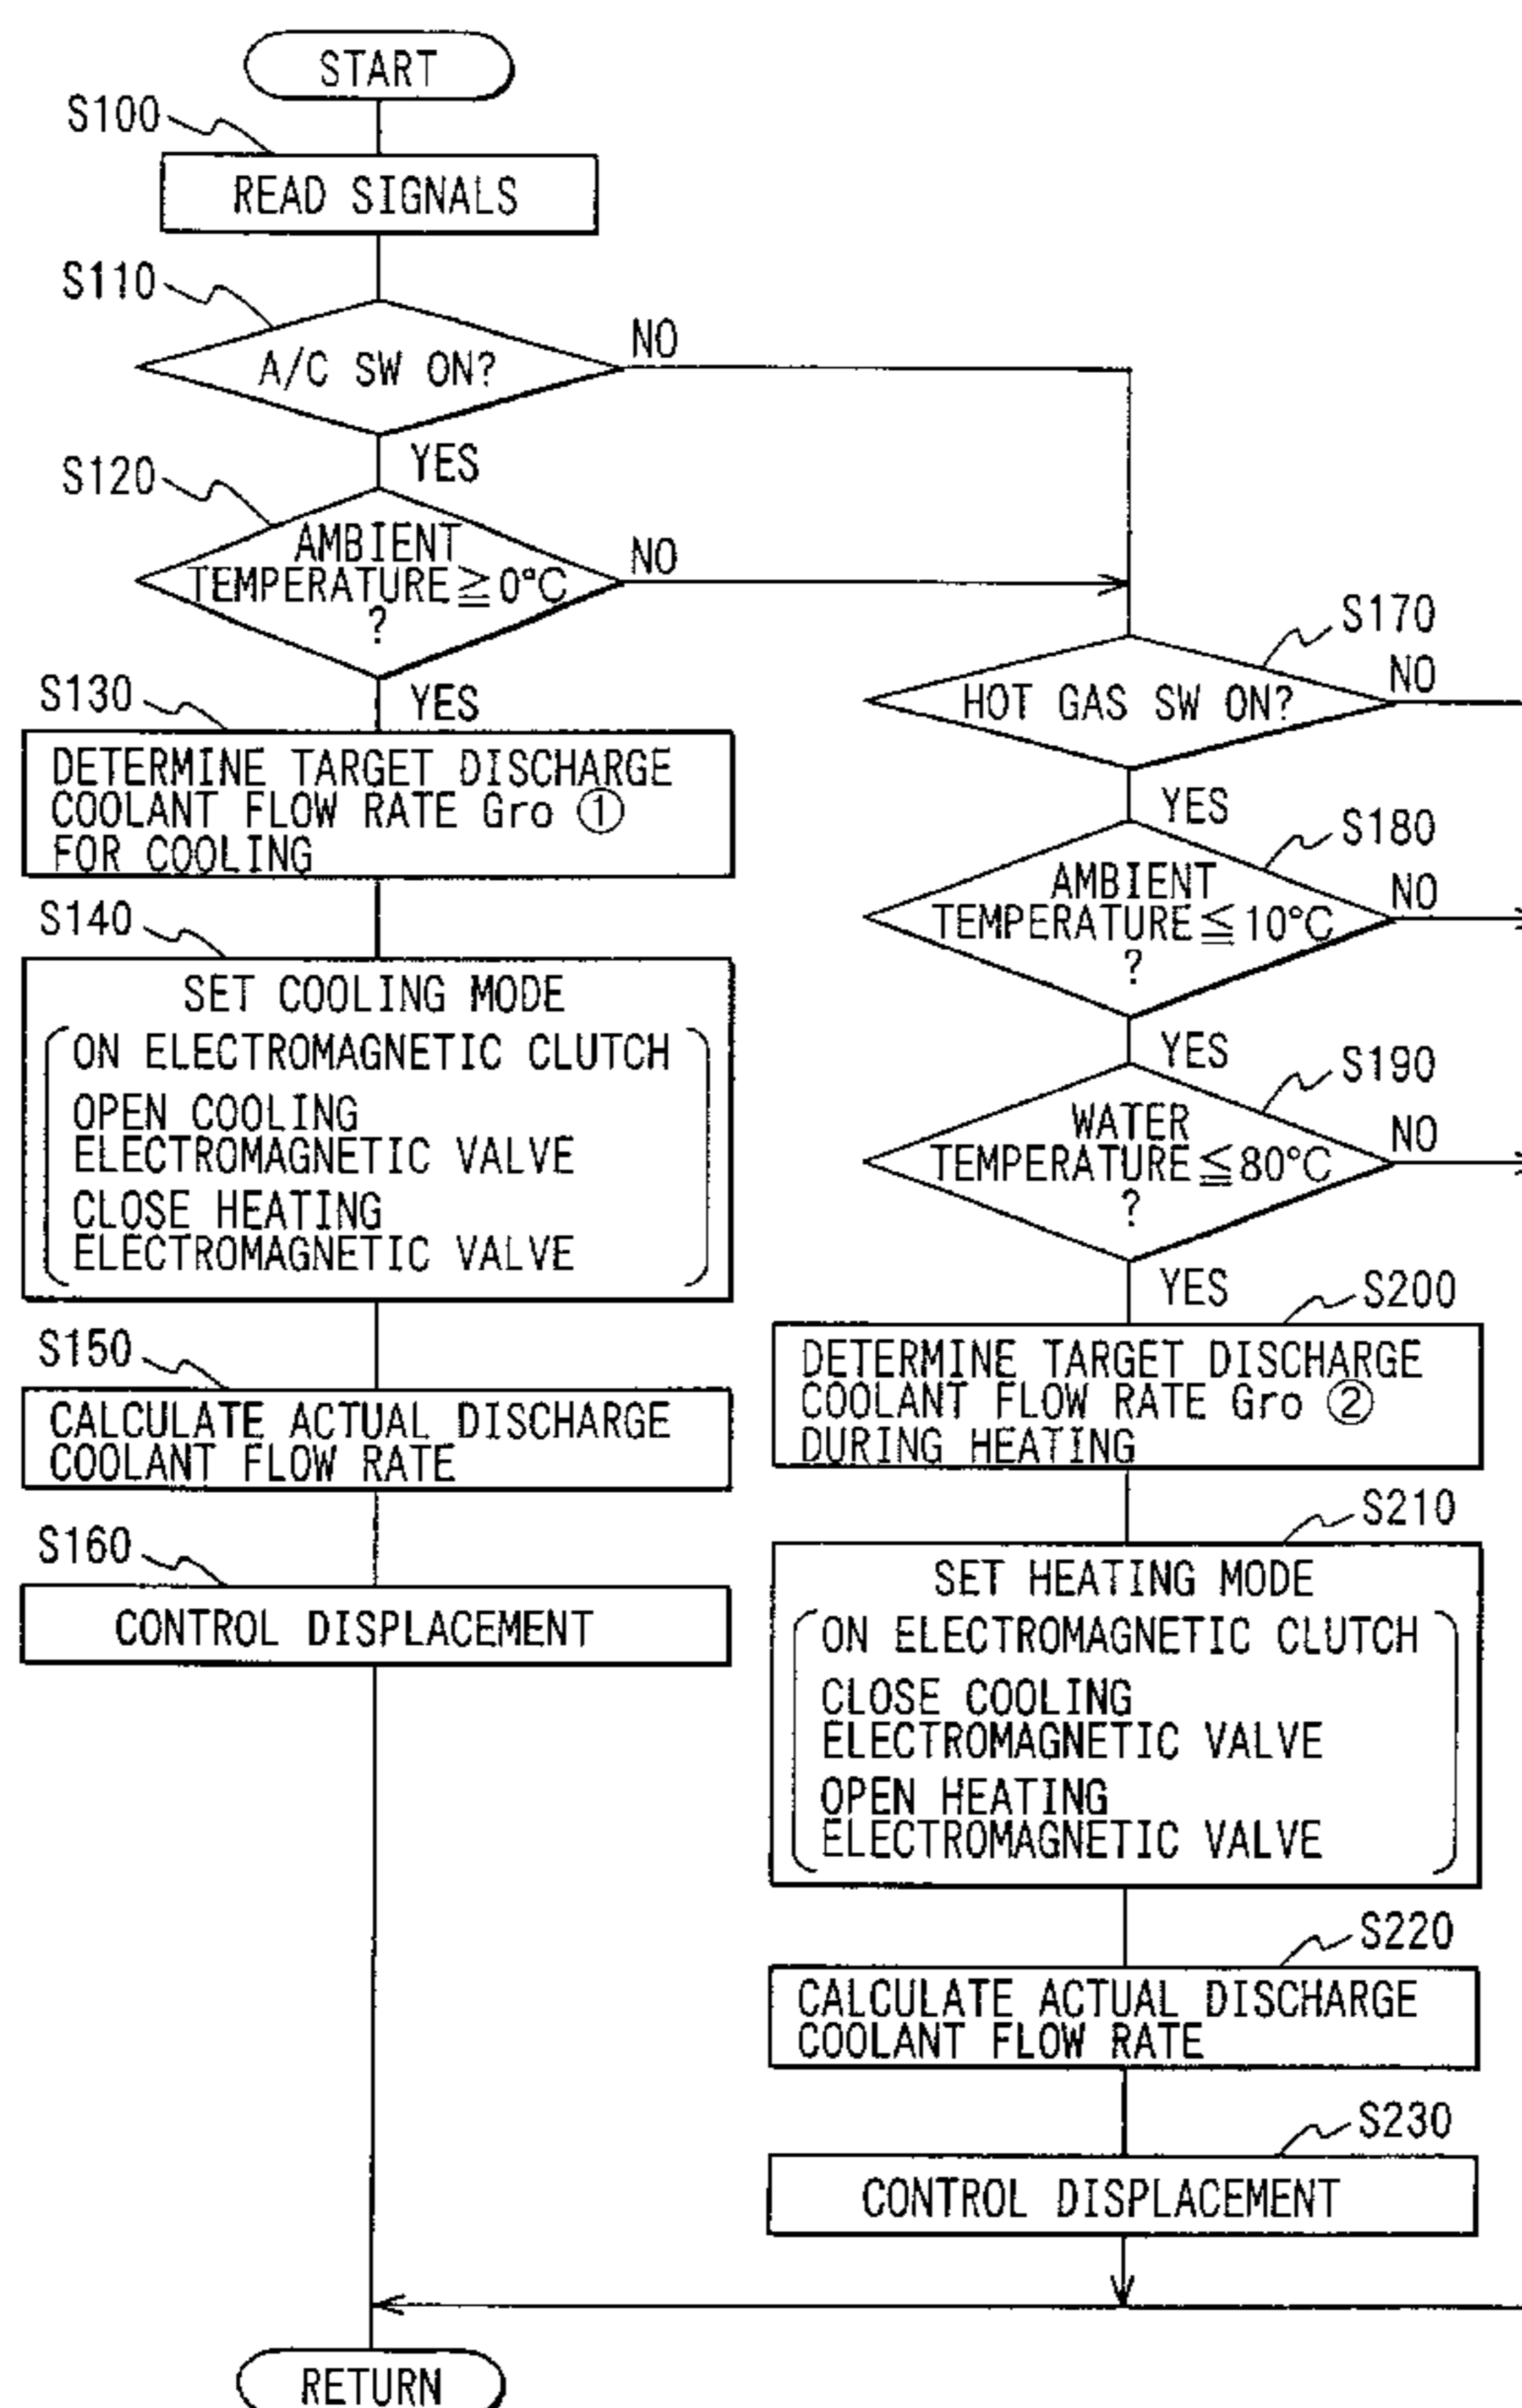 START
S100
READ SIGNALS
S110
A/C SW ON?
NO
YES
S120
AMBIENT
TEMPERATURE≧0°C
?
NO
YES
S130
DETERMINE TARGET DISCHARGE
COOLANT FLOW RATE Gro ①
FOR COOLING
S140
SET COOLING MODE
ON ELECTROMAGNETIC CLUTCH
OPEN COOLING
ELECTROMAGNETIC VALVE
CLOSE HEATING
ELECTROMAGNETIC VALVE
S150
CALCULATE ACTUAL DISCHARGE
COOLANT FLOW RATE
S160
CONTROL DISPLACEMENT
S170
HOT GAS SW ON?
NO
YES
S180
AMBIENT
TEMPERATURE≦10°C
?
NO
YES
S190
WATER
TEMPERATURE≦80°C
?
NO
YES
S200
DETERMINE TARGET DISCHARGE
COOLANT FLOW RATE Gro ②
DURING HEATING
S210
SET HEATING MODE
ON ELECTROMAGNETIC CLUTCH
CLOSE COOLING
ELECTROMAGNETIC VALVE
OPEN HEATING
ELECTROMAGNETIC VALVE
S220
CALCULATE ACTUAL DISCHARGE
COOLANT FLOW RATE
S230
CONTROL DISPLACEMENT
RETURN